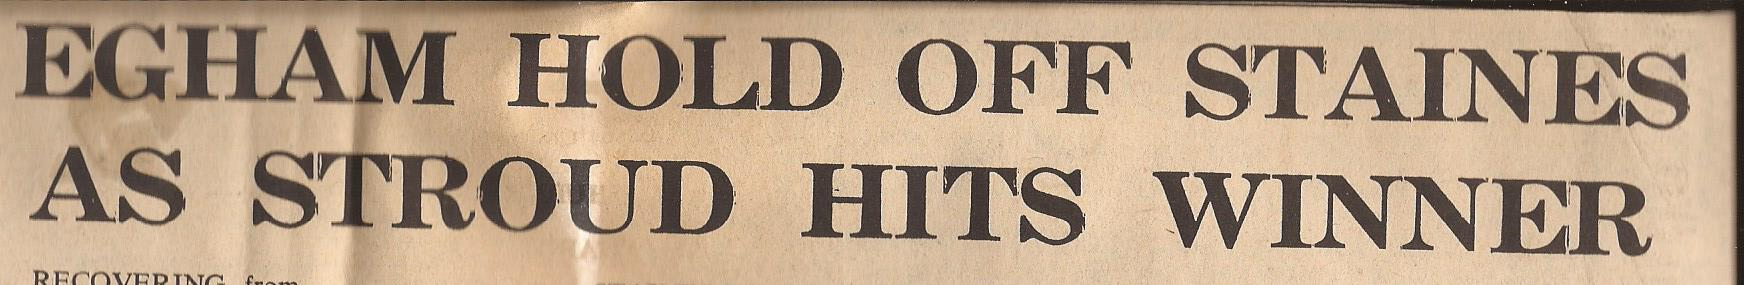 EGHAM HOLD OFF STAINES
AS STROUD HITS WINNER
RECOVERING from